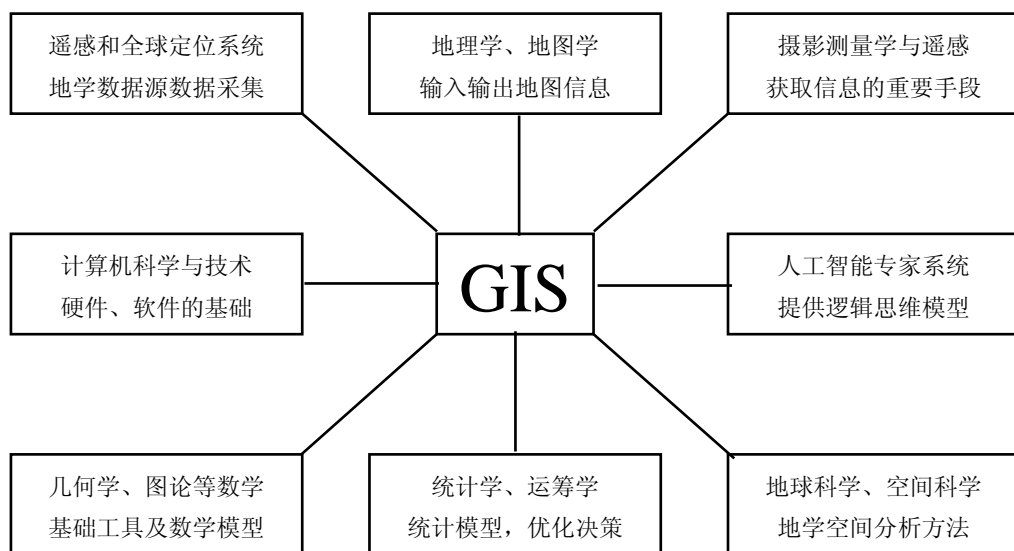 遥感和全球定位系统
地学数据源数据采集
地理学、地图学
输入输出地图信息
摄影测量学与遥感
获取信息的重要手段
计算机科学与技术
硬件、软件的基础
GIS
人工智能专家系统
提供逻辑思维模型
几何学、图论等数学
基础工具及数学模型
统计学、运筹学
统计模型，优化决策
地球科学、空间科学
地学空间分析方法